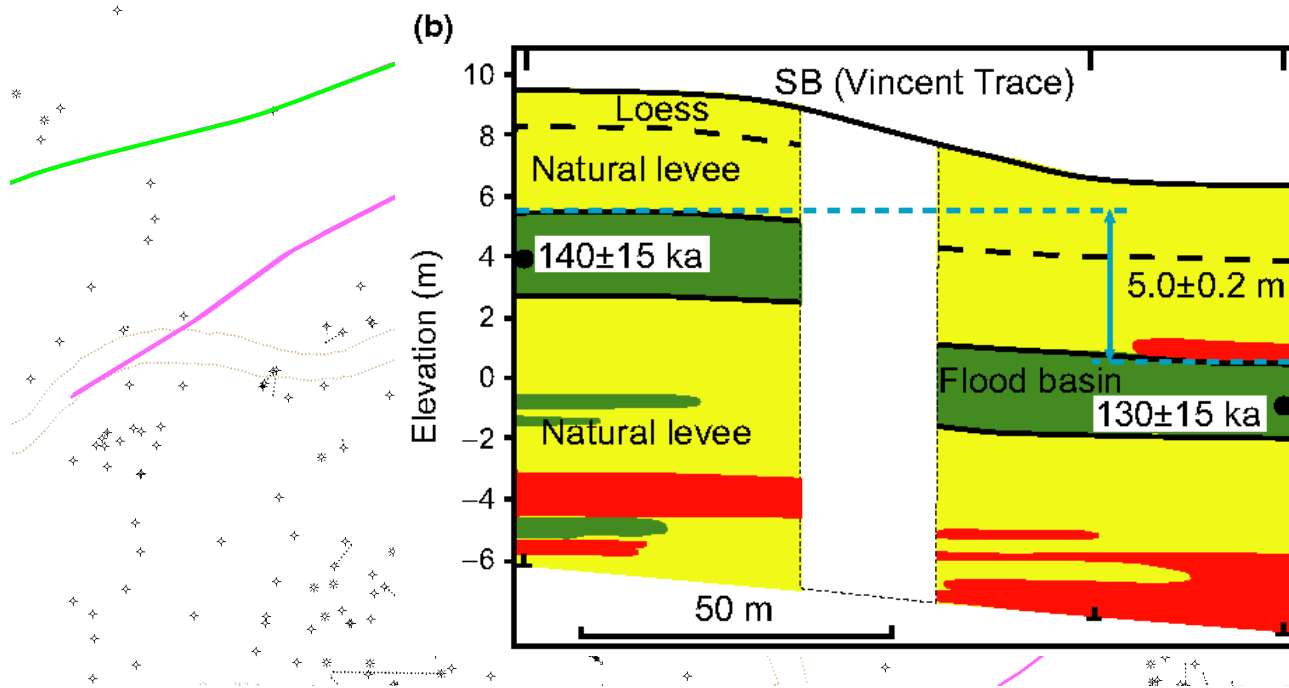 (b)
SB (Vincent Trace)
Loess
Natural levee
140±15 ka
5.0±0.2 m
Flood basin
130±15 ka
Natural levee
50 m
Elevation (m)
10
8
6
4
2
0
−2
−4
−6